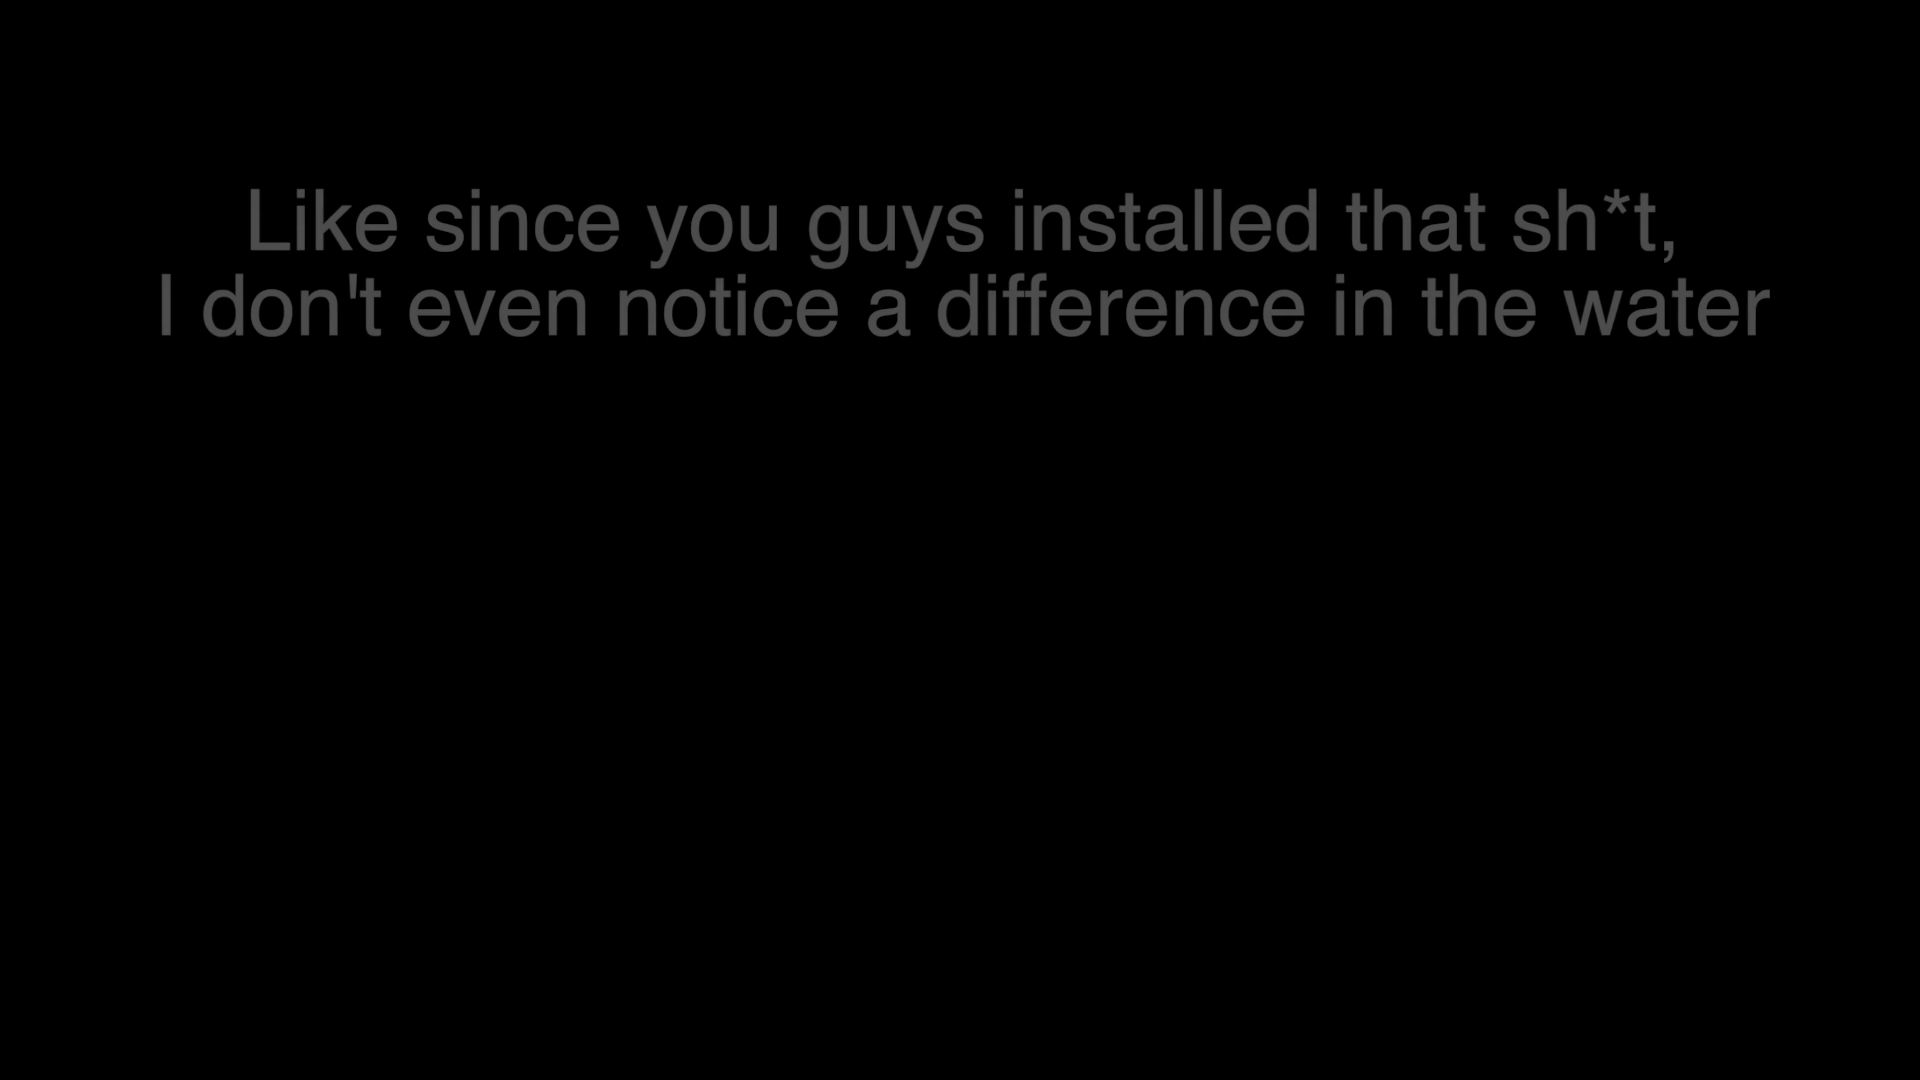 Like since you guys installed that sh*t,
I don't even notice a difference in the water